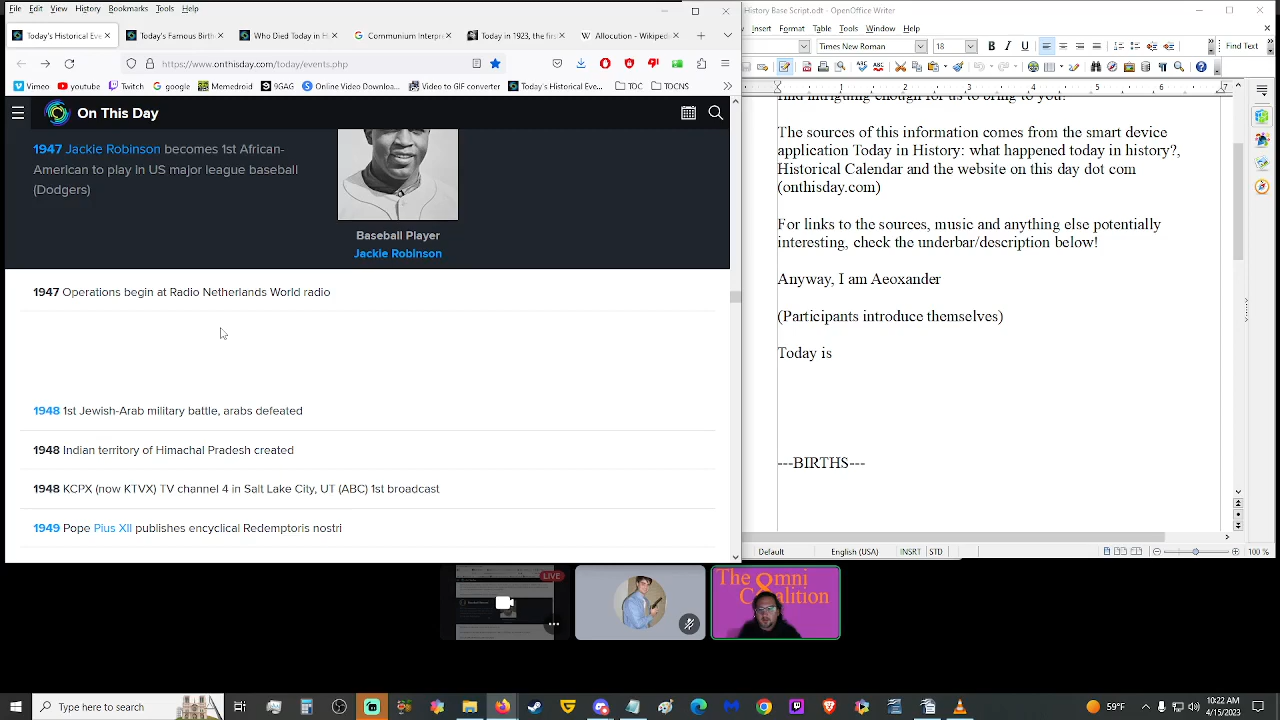 File Edit View History Bookmarks Tools Help
Today in Historical Eve
Today's Famous Birth
Who Died Today in H
Communium Interpr
Today in 1923, the fir
Allocution - Wikiped
https://www.onthisday.com/today/events.php
Vimeo
youtube
Twitch
google
Memedroid
9GAG
Online Video Downloa...
Video to GIF converter
Today's Historical Eve...
TOC
TOCNS
On This Day
1947 Jackie Robinson becomes 1st African-
American to play in US major league baseball
(Dodgers)
Baseball Player
Jackie Robinson
1947 Operations begin at Radio Netherlands World radio
1948 1st Jewish-Arab military battle, arabs defeated
1948 Indian territory of Himachal Pradesh created
1948 KCPX (now KTVX) TV channel 4 in Salt Lake City, UT (ABC) 1st broadcast
1949 Pope Pius XII publishes encyclical Redemptoris nostri
History Base Script.odt - OpenOffice Writer
Insert Format Table Tools Window Help
Times New Roman
18
Find Text
and intriguing enough for us to bring to you!
The sources of this information comes from the smart device
application Today in History: what happened today in history?,
Historical Calendar and the website on this day dot com
(onthisday.com)
For links to the sources, music and anything else potentially
interesting, check the underbar/description below!
Anyway, I am Aeoxander
(Participants introduce themselves)
Today is
---BIRTHS---
Default
English (USA)
INSRT
STD
100 %
LIVE
The Omni
Coalition
Type here to search
59°F
10:22 AM
4/15/2023